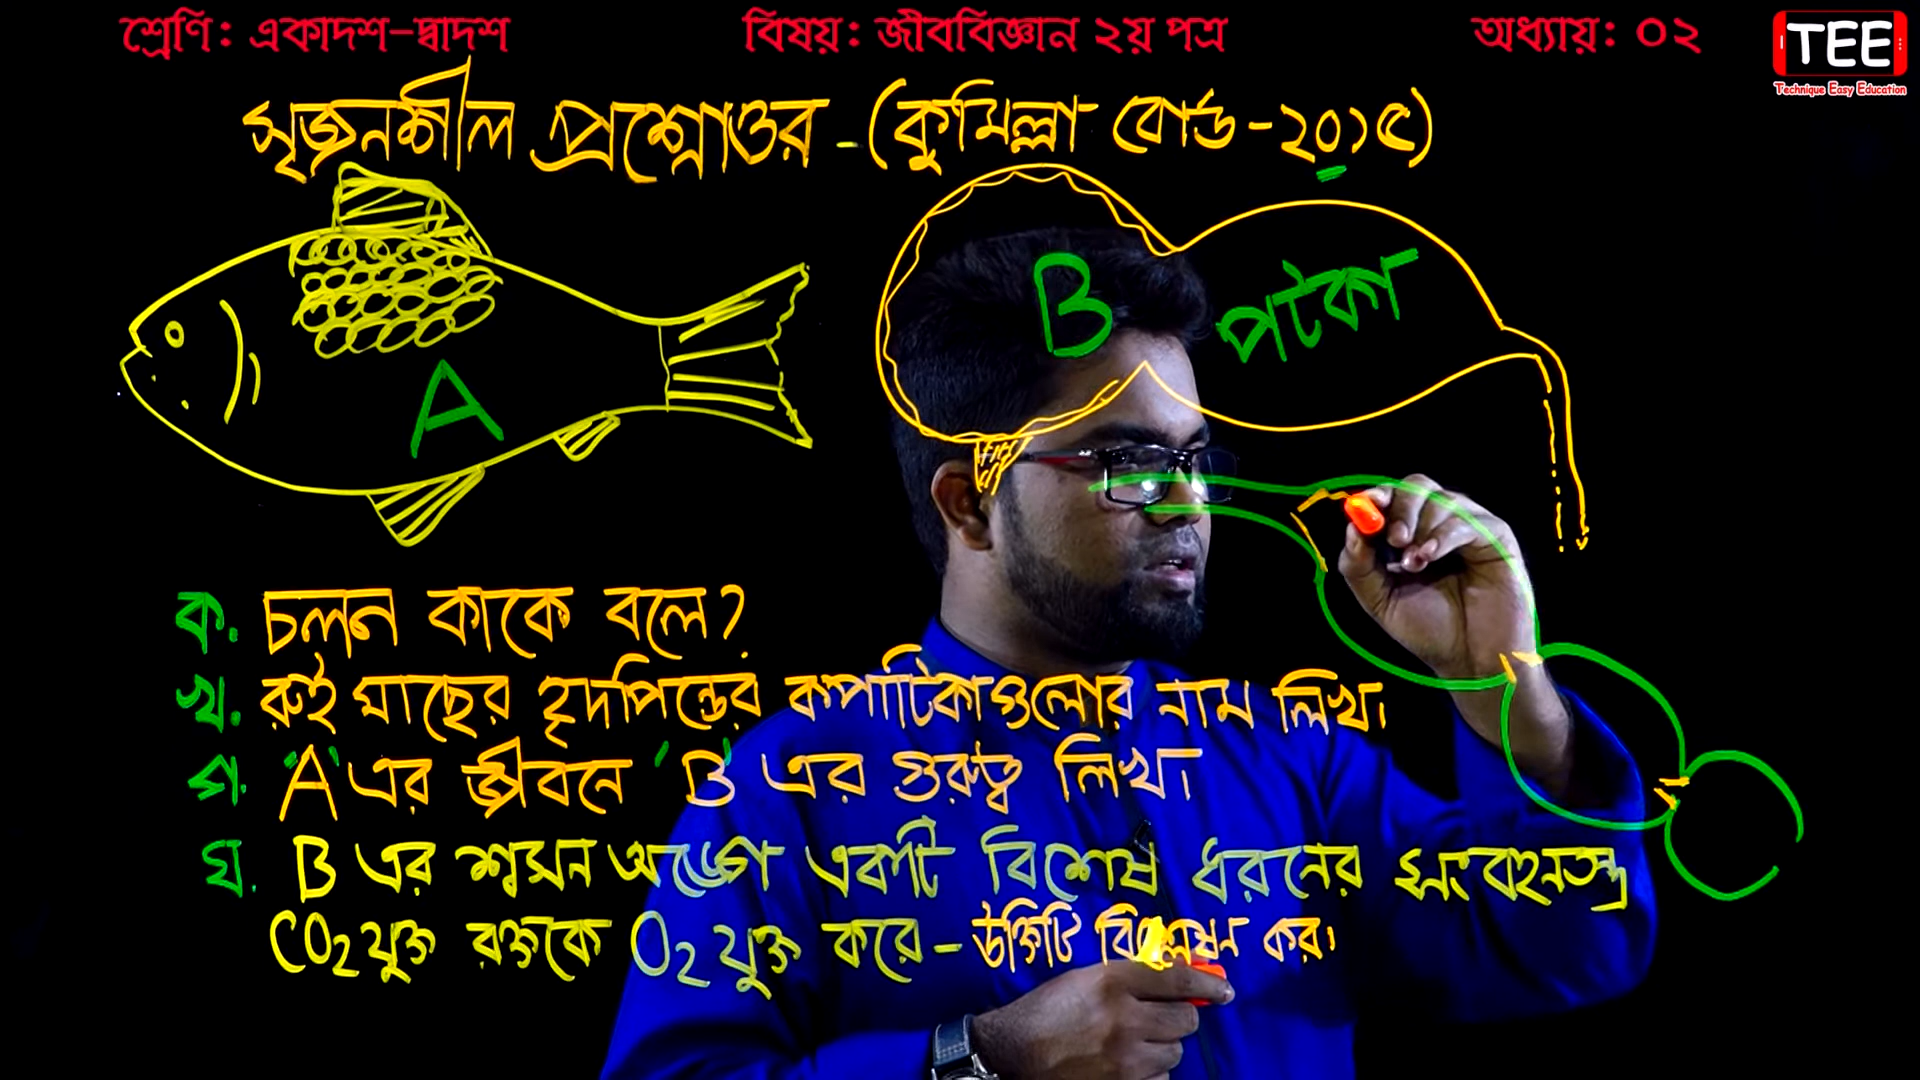 শ্রেণি: একাদশ-দ্বাদশ
বিষয়: জীববিজ্ঞান ২য় পত্র
অধ্যায়: ০২
TEE
Technique Easy Education
সৃজনশীল প্রশ্নোত্তর - (কুমিল্লা বোর্ড-২০১৫)
A
B
পটকা
ক. চলন কাকে বলে?
খ. রুই মাছের হৃদপিন্ডের কপাটিকাগুলোর নাম লিখ।
গ. 'A' এর জীবনে 'B' এর গুরুত্ব লিখ।
ঘ. B এর শ্বসন অঙ্গে একটি বিশেষ ধরনের সংবহনতন্ত্র
CO₂ যুক্ত রক্তকে O₂ যুক্ত করে - উক্তিটি বিশ্লেষন কর।